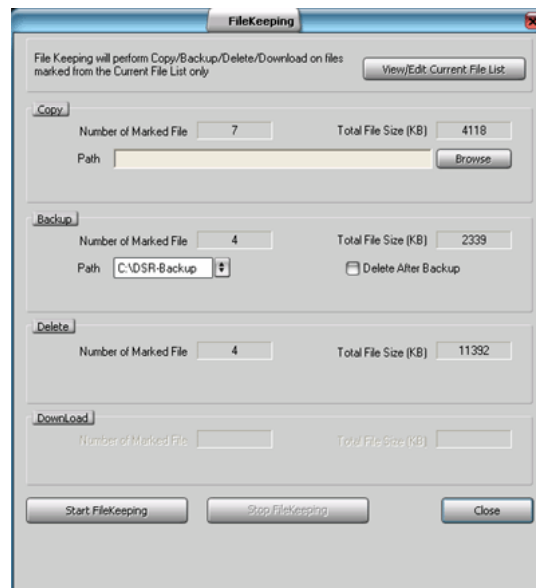 FileKeeping
File Keeping will perform Copy/Backup/Delete/Download on files
marked from the Current File List only
View/Edit Current File List
Copy
Number of Marked File 7 Total File Size (KB) 4118
Path Browse
Backup
Number of Marked File 4 Total File Size (KB) 2339
Path C:\DSR-Backup Delete After Backup
Delete
Number of Marked File 4 Total File Size (KB) 11392
DownLoad
Number of Marked File Total File Size (KB)
Start FileKeeping Stop FileKeeping Close